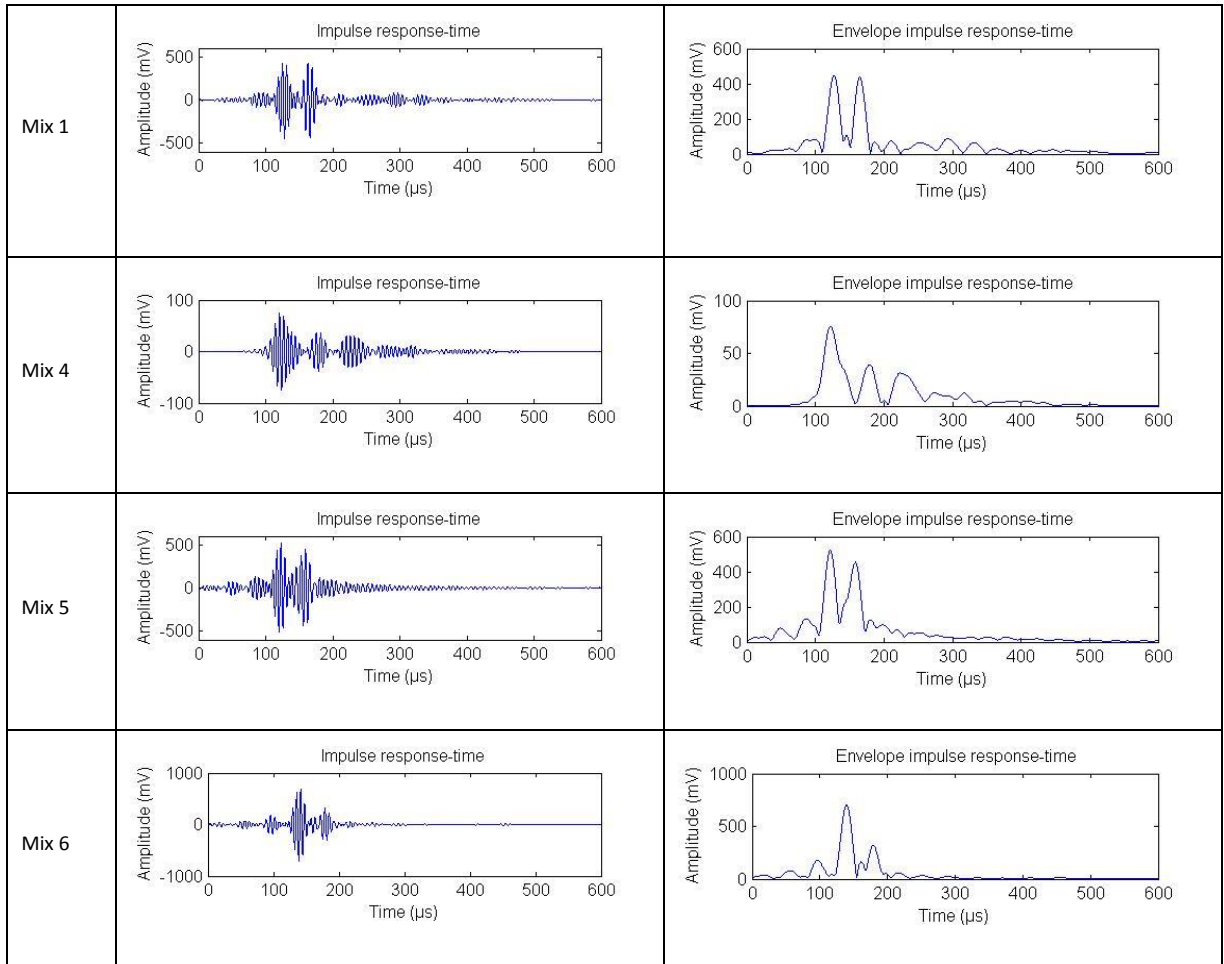 Mix 1
Impulse response-time
Amplitude (mV)
500
0
-500
0 100 200 300 400 500 600
Time (µs)
Envelope impulse response-time
Amplitude (mV)
600
400
200
0
0 100 200 300 400 500 600
Time (µs)
Mix 4
Impulse response-time
Amplitude (mV)
100
0
-100
0 100 200 300 400 500 600
Time (µs)
Envelope impulse response-time
Amplitude (mV)
100
50
0
0 100 200 300 400 500 600
Time (µs)
Mix 5
Impulse response-time
Amplitude (mV)
500
0
-500
0 100 200 300 400 500 600
Time (µs)
Envelope impulse response-time
Amplitude (mV)
600
400
200
0
0 100 200 300 400 500 600
Time (µs)
Mix 6
Impulse response-time
Amplitude (mV)
1000
0
-1000
0 100 200 300 400 500 600
Time (µs)
Envelope impulse response-time
Amplitude (mV)
1000
500
0
0 100 200 300 400 500 600
Time (µs)